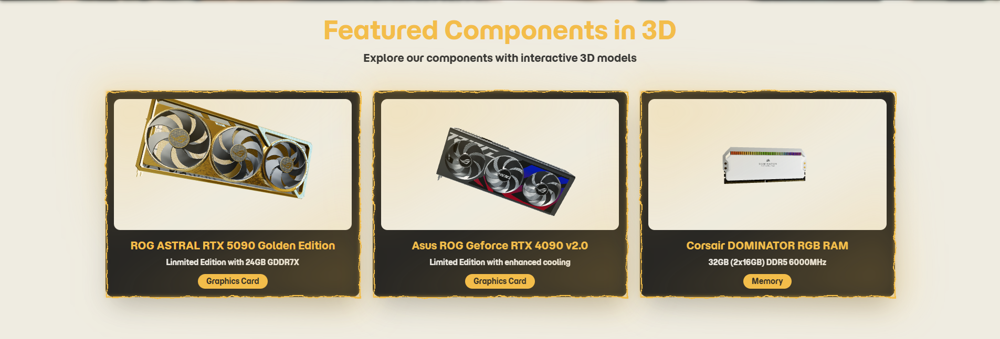 Featured Components in 3D
Explore our components with interactive 3D models
ROG ASTRAL RTX 5090 Golden Edition
Linmited Edition with 24GB GDDR7X
Graphics Card
Asus ROG Geforce RTX 4090 v2.0
Limited Edition with enhanced cooling
Graphics Card
DOMINATOR
Corsair DOMINATOR RGB RAM
32GB (2x16GB) DDR5 6000MHz
Memory